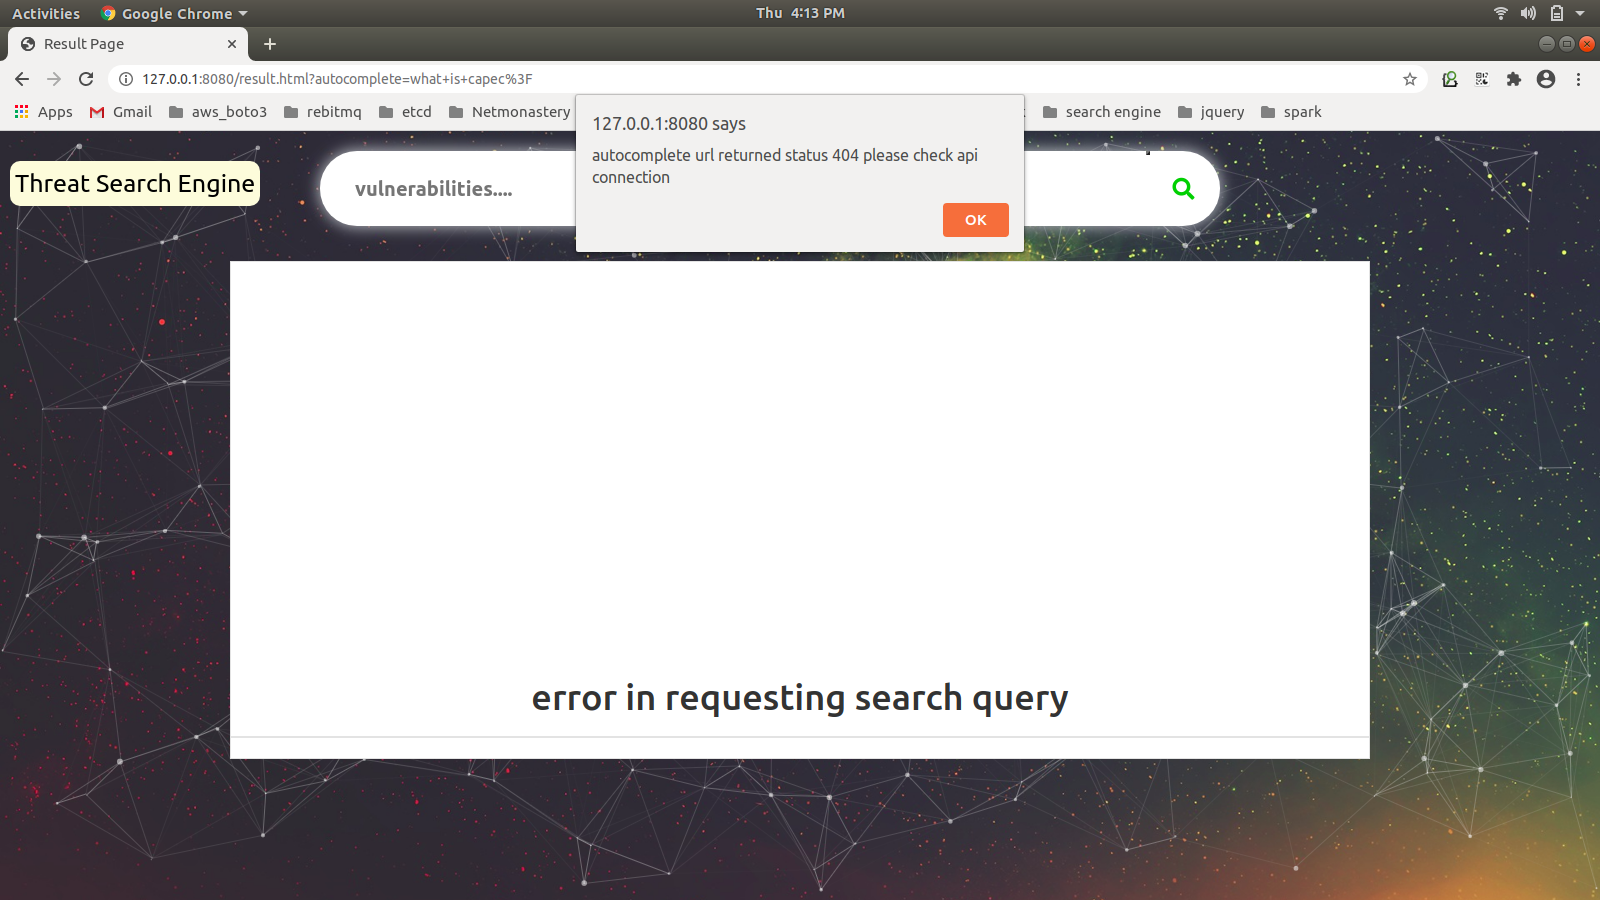 Activities
Google Chrome
Thu 4:13 PM
Result Page
127.0.0.1:8080/result.html?autocomplete=what+is+capec%3F
Apps
Gmail
aws_boto3
rebitmq
etcd
Netmonastery
search engine
jquery
spark
127.0.0.1:8080 says
autocomplete url returned status 404 please check api
connection
OK
Threat Search Engine
vulnerabilities....
error in requesting search query